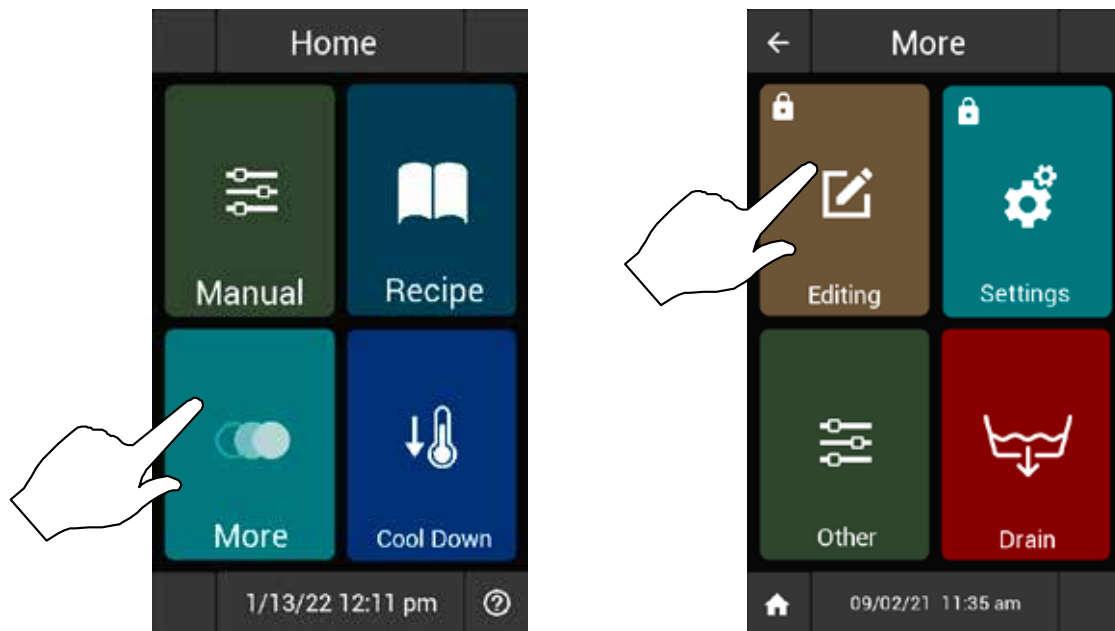 Home
Manual
Recipe
More
Cool Down
1/13/22 12:11 pm
More
Editing
Settings
Other
Drain
09/02/21 11:35 am